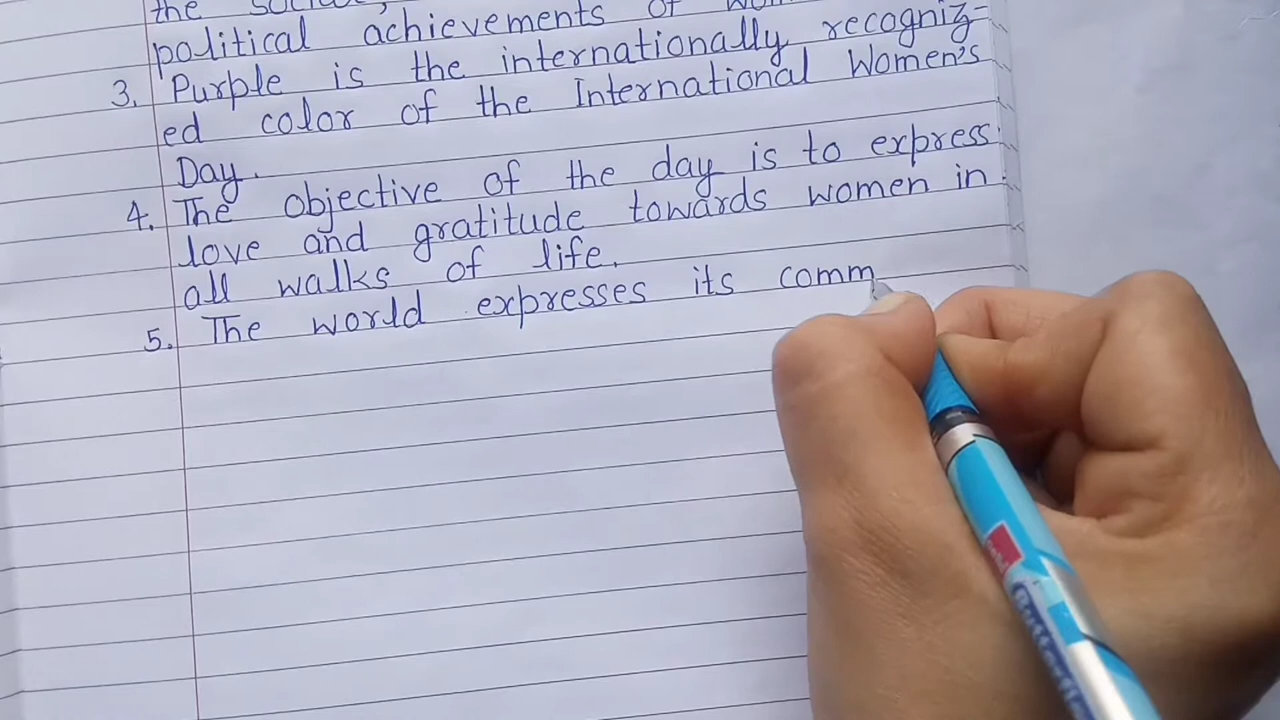 the
political achievements of
3. Purple is the internationally recogniz-
ed color of the International Women's
Day.
4. The objective of the day is to express
love and gratitude towards women in
all walks of life.
5. The world expresses its comm